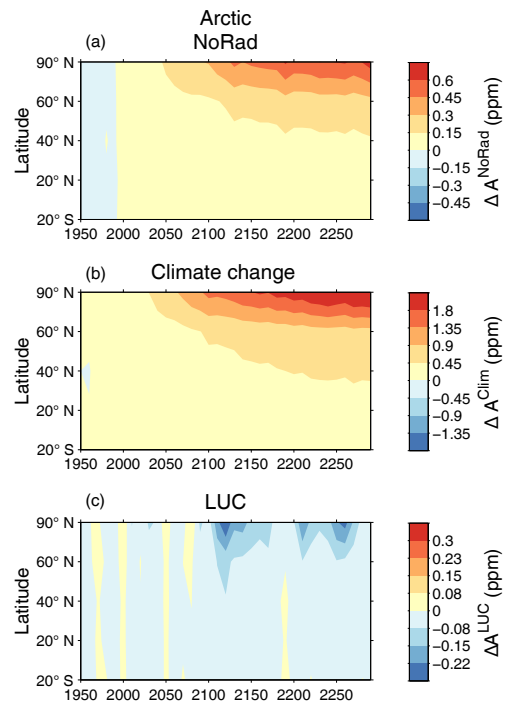 Arctic
(a) NoRad
90° N
60° N
40° N
20° N
20° S
Latitude
1950 2000 2050 2100 2150 2200 2250
0.6
0.45
0.3
0.15
0
−0.15
−0.3
−0.45
Δ A^NoRad (ppm)
(b) Climate change
90° N
60° N
40° N
20° N
20° S
Latitude
1950 2000 2050 2100 2150 2200 2250
1.8
1.35
0.9
0.45
0
−0.45
−0.9
−1.35
Δ A^Clim (ppm)
(c) LUC
90° N
60° N
40° N
20° N
20° S
Latitude
1950 2000 2050 2100 2150 2200 2250
0.3
0.23
0.15
0.08
0
−0.08
−0.15
−0.22
ΔA^LUC (ppm)